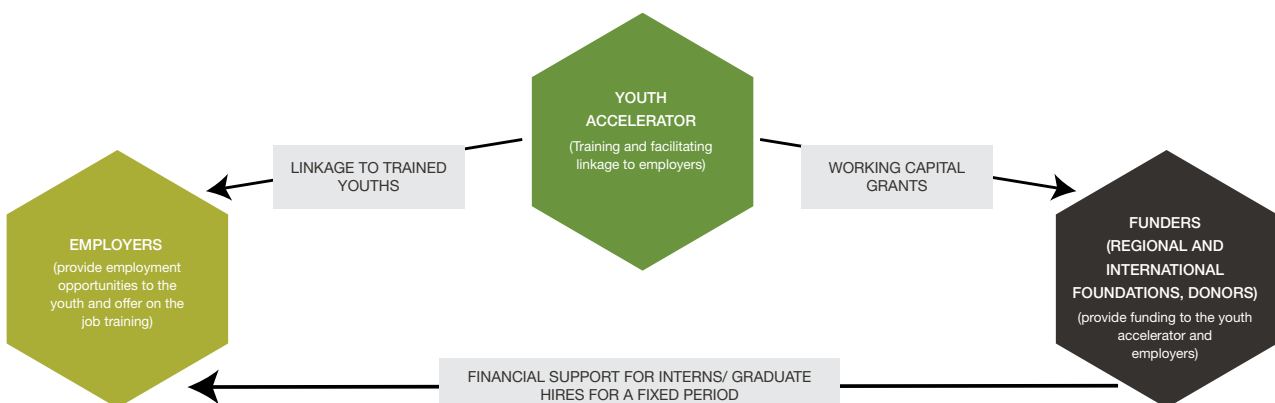 YOUTH
ACCELERATOR
(Training and facilitating
linkage to employers)
LINKAGE TO TRAINED
YOUTHS
WORKING CAPITAL
GRANTS
EMPLOYERS
(provide employment
opportunities to the
youth and offer on the
job training)
FUNDERS
(REGIONAL AND
INTERNATIONAL
FOUNDATIONS, DONORS)
(provide funding to the youth
accelerator and
employers)
FINANCIAL SUPPORT FOR INTERNS/ GRADUATE
HIRES FOR A FIXED PERIOD